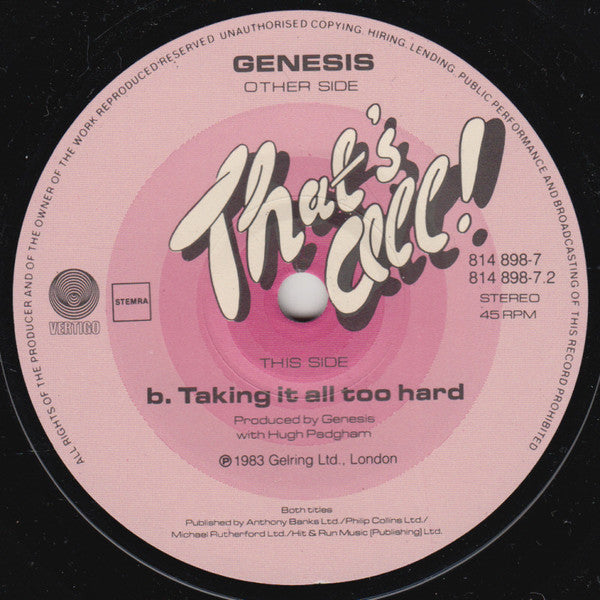 ALL RIGHTS OF THE PRODUCER AND OF THE OWNER OF THE WORK REPRODUCED RESERVED UNAUTHORISED COPYING, HIRING, LENDING, PUBLIC PERFORMANCE AND BROADCASTING OF THIS RECORD PROHIBITED
GENESIS
OTHER SIDE
That's
all!
814 898-7
814 898-7.2
STEREO
45 RPM
VERTIGO
STEMRA
THIS SIDE
b. Taking it all too hard
Produced by Genesis
with Hugh Padgham
℗ 1983 Gelring Ltd., London
Both titles
Published by Anthony Banks Ltd./Philip Collins Ltd./
Michael Rutherford Ltd./Hit & Run Music [Publishing] Ltd.